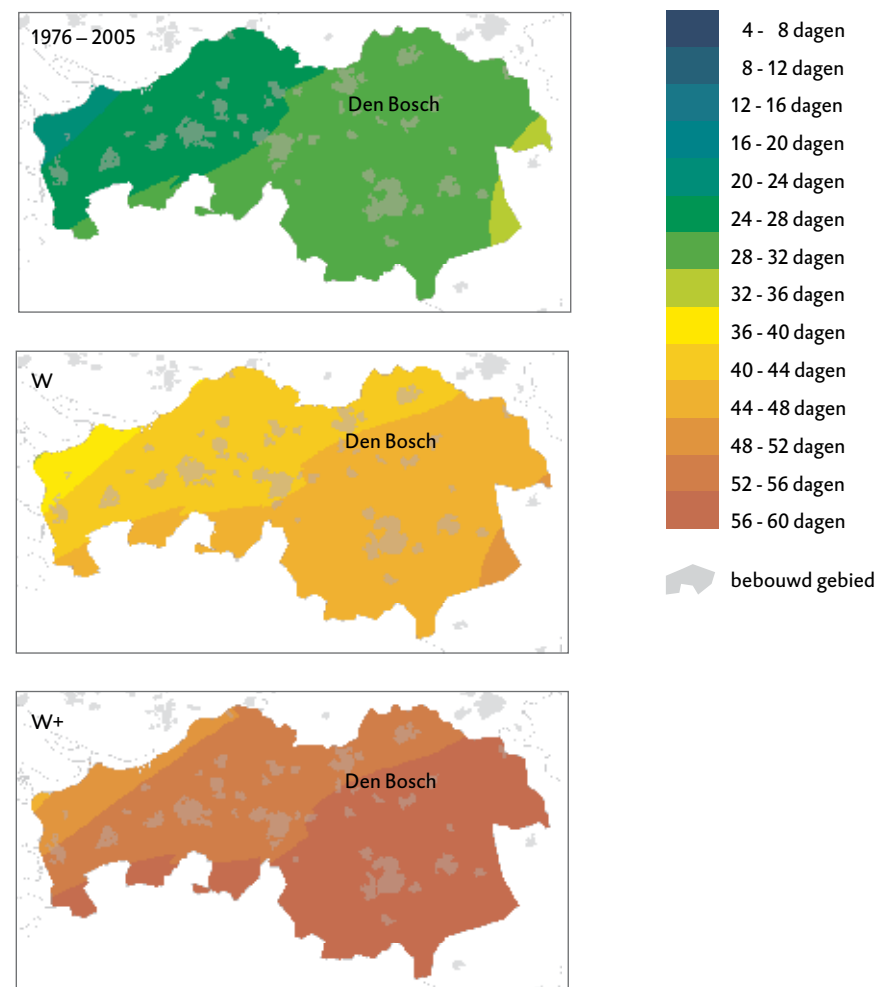 1976 – 2005
Den Bosch
W
Den Bosch
W+
Den Bosch
4 - 8 dagen
8 - 12 dagen
12 - 16 dagen
16 - 20 dagen
20 - 24 dagen
24 - 28 dagen
28 - 32 dagen
32 - 36 dagen
36 - 40 dagen
40 - 44 dagen
44 - 48 dagen
48 - 52 dagen
52 - 56 dagen
56 - 60 dagen
bebouwd gebied